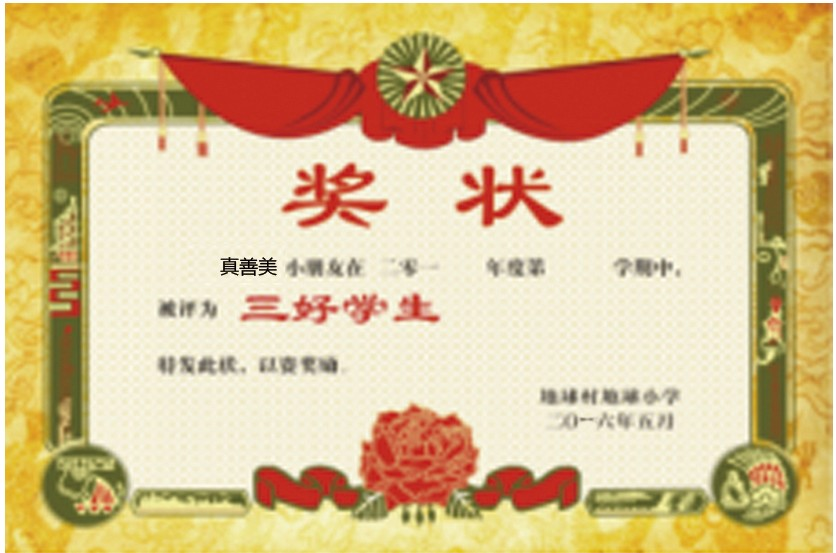 奖 状
真善美 小朋友在 二零一 年度第 学期中，
被评为 三好学生
特发此状，以资奖励。
地球村地球小学
二0一六年五月